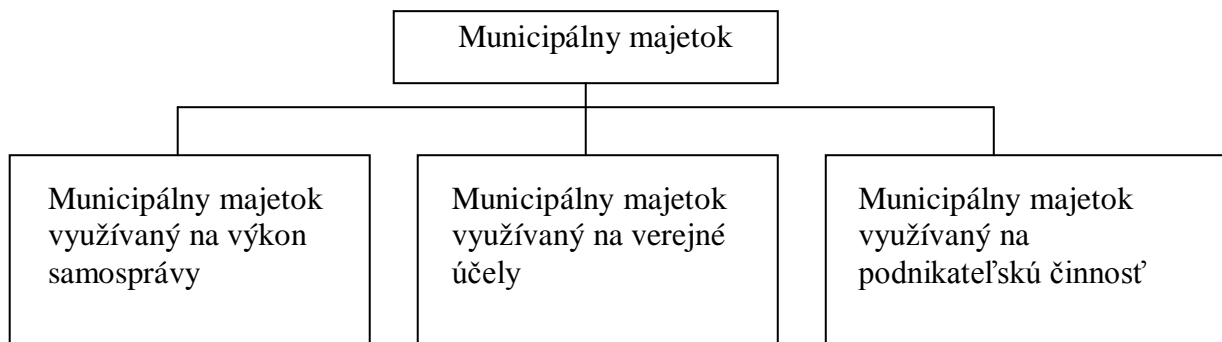 Municipálny majetok
Municipálny majetok
využívaný na výkon
samosprávy
Municipálny majetok
využívaný na verejné
účely
Municipálny majetok
využívaný na
podnikateľskú činnosť